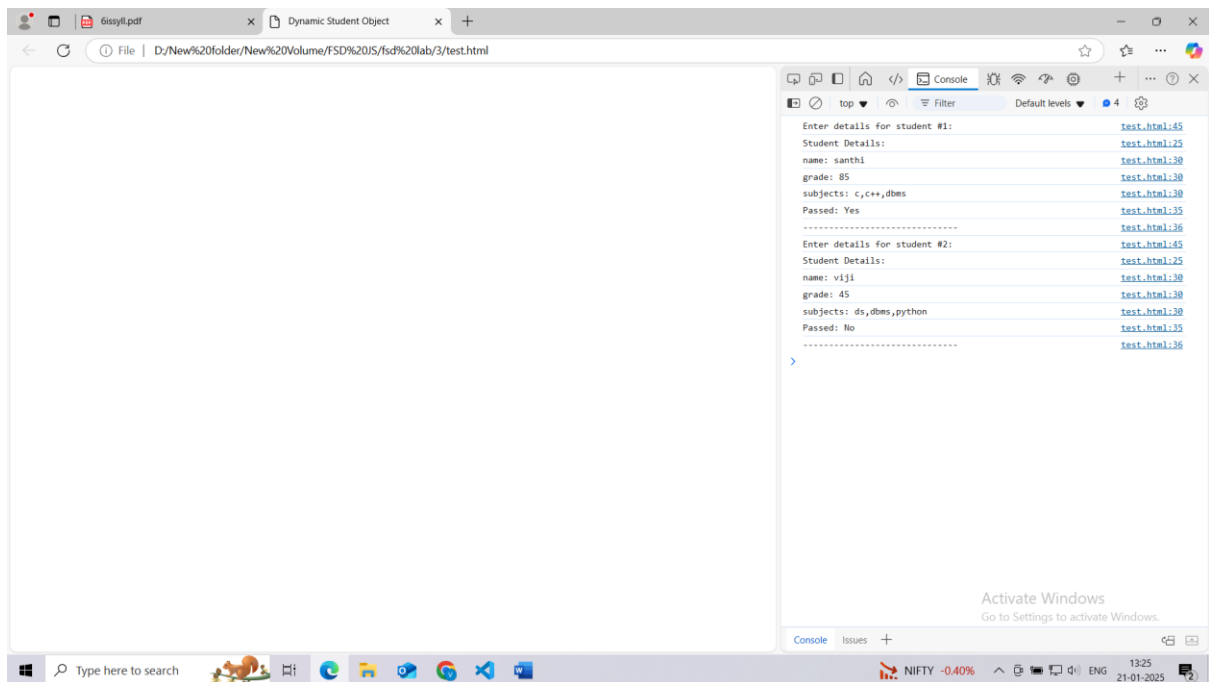 6issyll.pdf
Dynamic Student Object
File
D:/New%20folder/New%20Volume/FSD%20JS/fsd%20lab/3/test.html
Console
top
Filter
Default levels
4
Enter details for student #1: test.html:45
Student Details: test.html:25
name: santhi test.html:30
grade: 85 test.html:30
subjects: c,c++,dbms test.html:30
Passed: Yes test.html:35
------------------------------ test.html:36
Enter details for student #2: test.html:45
Student Details: test.html:25
name: viji test.html:30
grade: 45 test.html:30
subjects: ds,dbms,python test.html:30
Passed: No test.html:35
------------------------------ test.html:36
Activate Windows
Go to Settings to activate Windows.
Console Issues
Type here to search
NIFTY -0.40%
ENG
13:25
21-01-2025
2